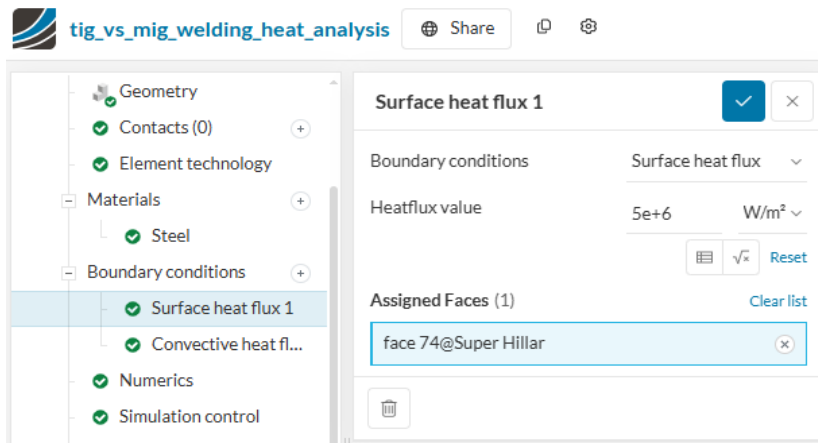 tig_vs_mig_welding_heat_analysis
Share
Geometry
Contacts (0)
Element technology
Materials
Steel
Boundary conditions
Surface heat flux 1
Convective heat fl...
Numerics
Simulation control
Surface heat flux 1
Boundary conditions Surface heat flux
Heatflux value 5e+6 W/m²
Reset
Assigned Faces (1) Clear list
face 74@Super Hillar